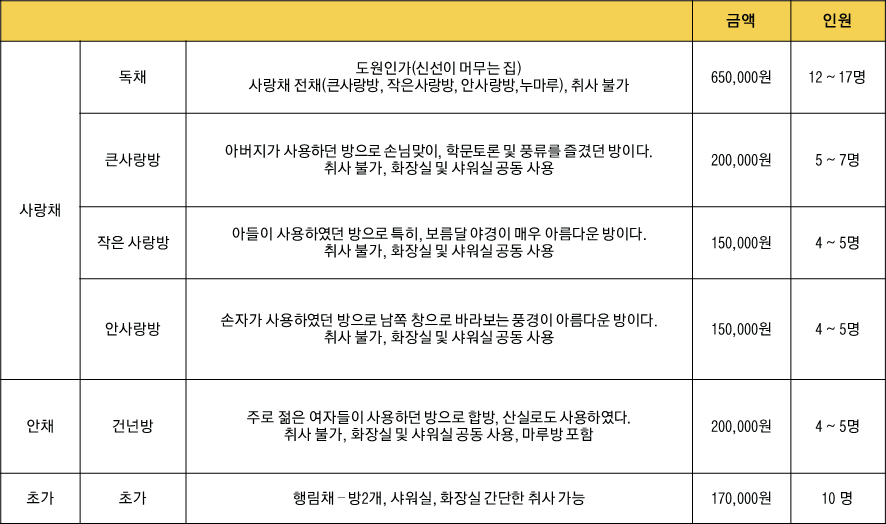 금액 인원
사랑채
독채
도원인가(신선이 머무는 집)
사랑채 전채(큰사랑방, 작은사랑방, 안사랑방,누마루), 취사 불가
650,000원
12 ~ 17명
큰사랑방
아버지가 사용하던 방으로 손님맞이, 학문토론 및 풍류를 즐겼던 방이다.
취사 불가, 화장실 및 샤워실 공동 사용
200,000원
5 ~ 7명
작은 사랑방
아들이 사용하였던 방으로 특히, 보름달 야경이 매우 아름다운 방이다.
취사 불가, 화장실 및 샤워실 공동 사용
150,000원
4 ~ 5명
안사랑방
손자가 사용하였던 방으로 남쪽 창으로 바라보는 풍경이 아름다운 방이다.
취사 불가, 화장실 및 샤워실 공동 사용
150,000원
4 ~ 5명
안채
건넌방
주로 젊은 여자들이 사용하던 방으로 합방, 산실로도 사용하였다.
취사 불가, 화장실 및 샤워실 공동 사용, 마루방 포함
200,000원
4 ~ 5명
초가
초가
행림채 – 방2개, 샤워실, 화장실 간단한 취사 가능
170,000원
10 명